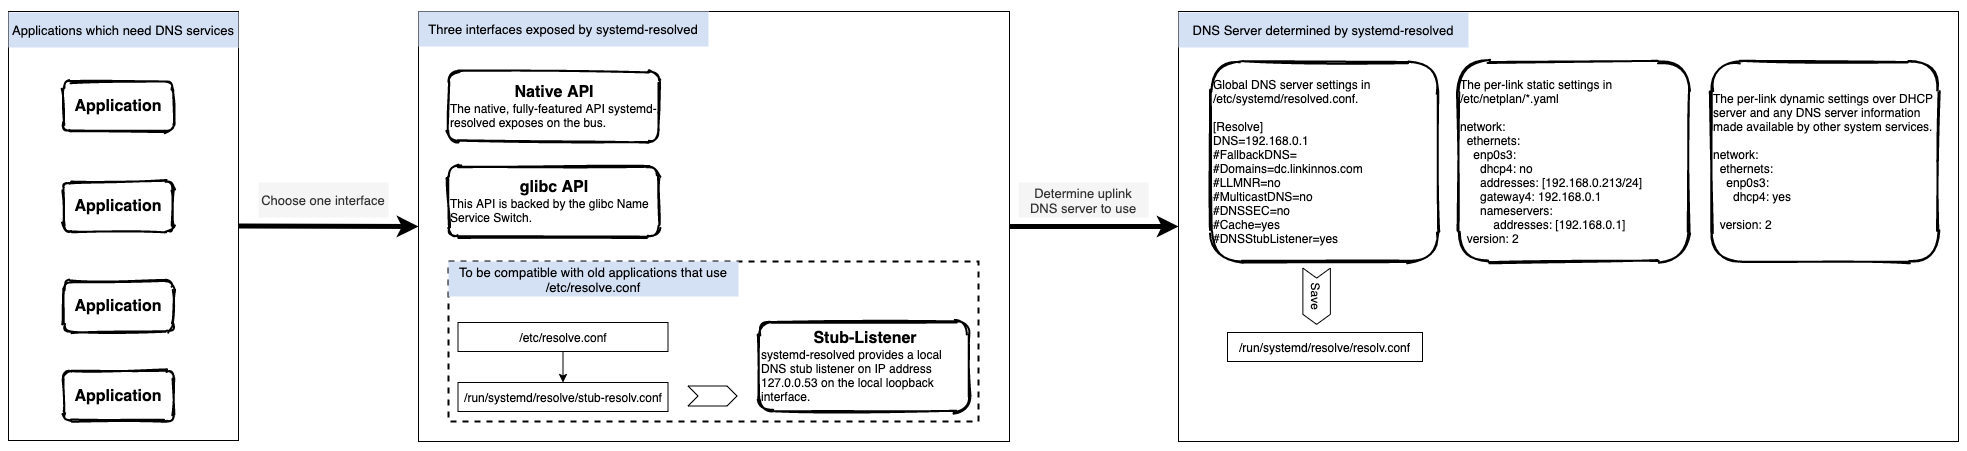 Applications which need DNS services
Application
Application
Application
Application
Choose one interface
Three interfaces exposed by systemd-resolved
Native API
The native, fully-featured API systemd-
resolved exposes on the bus.
glibc API
This API is backed by the glibc Name
Service Switch.
To be compatible with old applications that use
/etc/resolve.conf
/etc/resolve.conf
/run/systemd/resolve/stub-resolv.conf
Stub-Listener
systemd-resolved provides a local
DNS stub listener on IP address
127.0.0.53 on the local loopback
interface.
Determine uplink
DNS server to use
DNS Server determined by systemd-resolved
Global DNS server settings in
/etc/systemd/resolved.conf.
[Resolve]
DNS=192.168.0.1
#FallbackDNS=
#Domains=dc.linkinnos.com
#LLMNR=no
#MulticastDNS=no
#DNSSEC=no
#Cache=yes
#DNSStubListener=yes
Save
/run/systemd/resolve/resolv.conf
The per-link static settings in
/etc/netplan/*.yaml
network:
ethernets:
enp0s3:
dhcp4: no
addresses: [192.168.0.213/24]
gateway4: 192.168.0.1
nameservers:
addresses: [192.168.0.1]
version: 2
The per-link dynamic settings over DHCP
server and any DNS server information
made available by other system services.
network:
ethernets:
enp0s3:
dhcp4: yes
version: 2